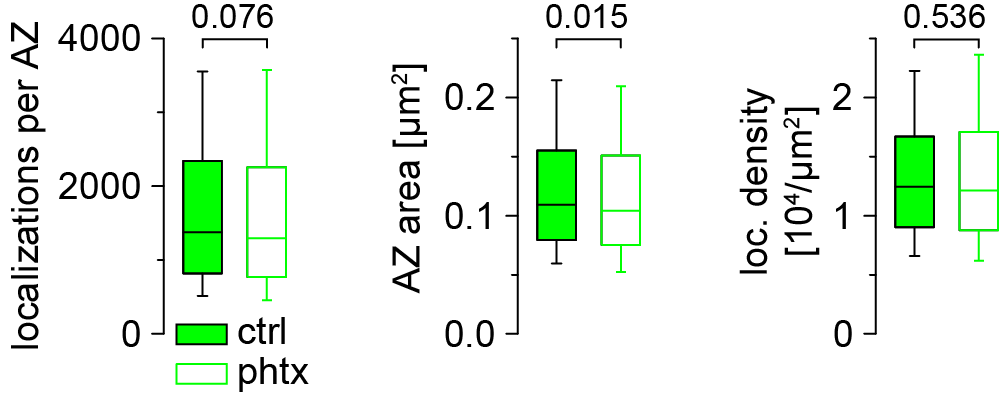 0.076
localizations per AZ
4000
2000
0
ctrl
phtx
0.015
AZ area [µm²]
0.2
0.1
0.0
0.536
loc. density
[10⁴/µm²]
2
1
0